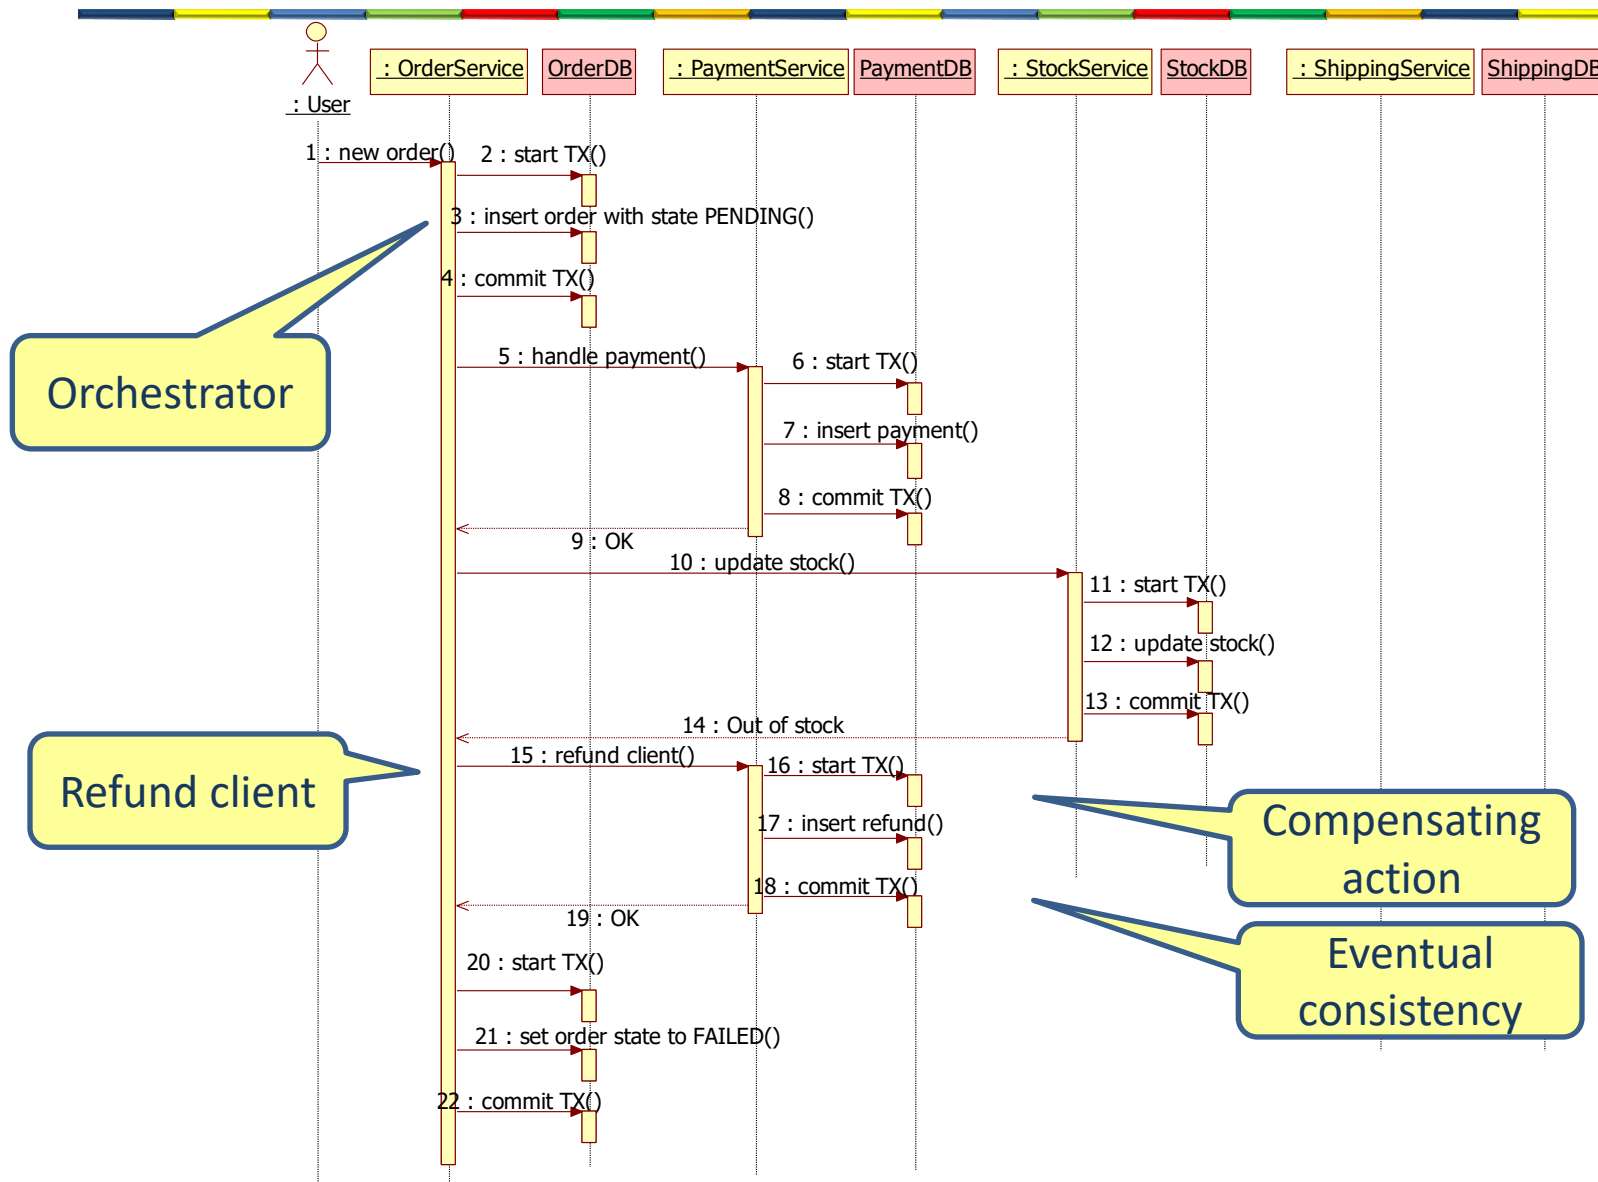 : User
: OrderService
OrderDB
: PaymentService
PaymentDB
: StockService
StockDB
: ShippingService
ShippingDB
1 : new order()
2 : start TX()
3 : insert order with state PENDING()
4 : commit TX()
Orchestrator
5 : handle payment()
6 : start TX()
7 : insert payment()
8 : commit TX()
9 : OK
10 : update stock()
11 : start TX()
12 : update stock()
13 : commit TX()
14 : Out of stock
Refund client
15 : refund client()
16 : start TX()
17 : insert refund()
18 : commit TX()
19 : OK
Compensating
action
Eventual
consistency
20 : start TX()
21 : set order state to FAILED()
22 : commit TX()